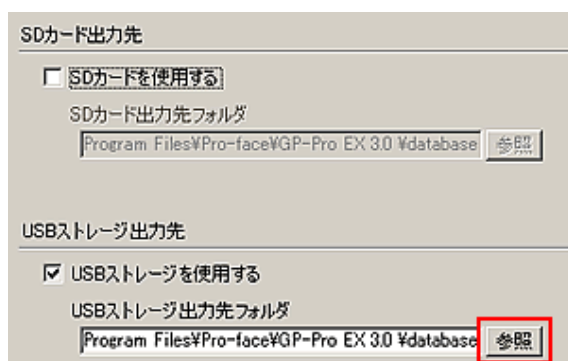 SDカード出力先
SDカードを使用する
SDカード出力先フォルダ
Program Files¥Pro-face¥GP-Pro EX 3.0 ¥database 参照
USBストレージ出力先
USBストレージを使用する
USBストレージ出力先フォルダ
Program Files¥Pro-face¥GP-Pro EX 3.0 ¥database 参照